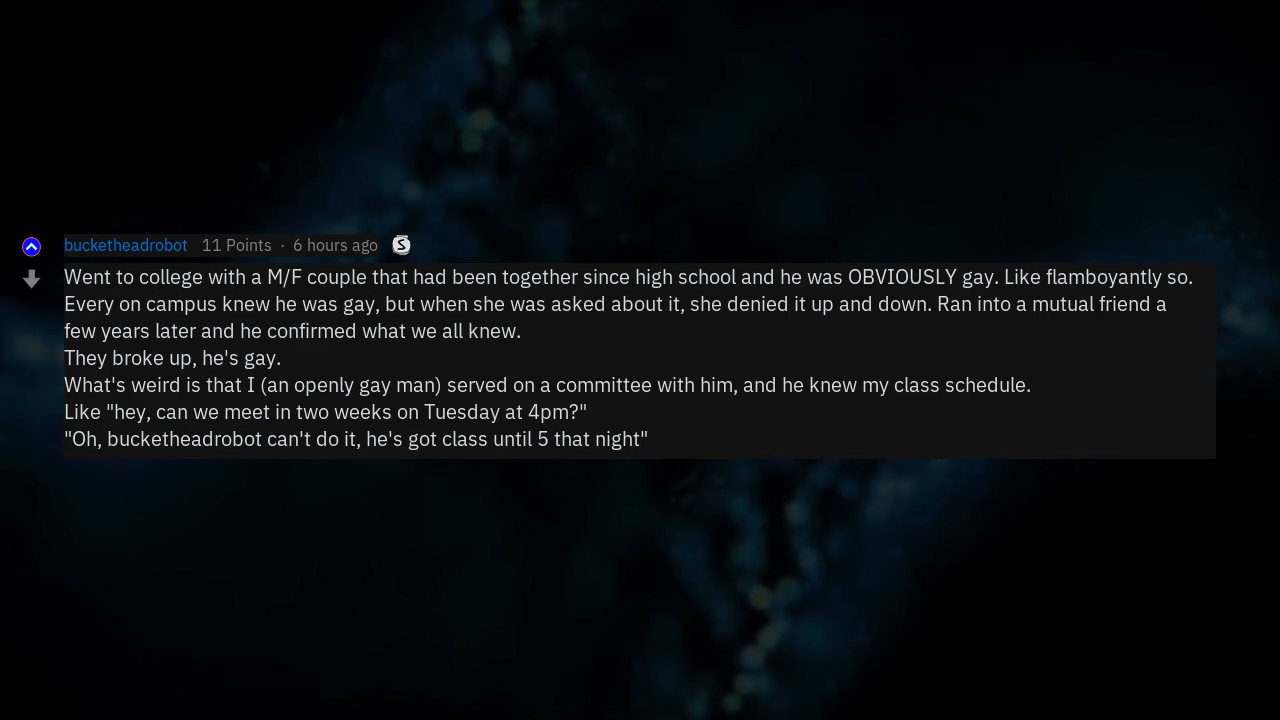 bucketheadrobot 11 Points · 6 hours ago S
Went to college with a M/F couple that had been together since high school and he was OBVIOUSLY gay. Like flamboyantly so.
Every on campus knew he was gay, but when she was asked about it, she denied it up and down. Ran into a mutual friend a
few years later and he confirmed what we all knew.
They broke up, he's gay.
What's weird is that I (an openly gay man) served on a committee with him, and he knew my class schedule.
Like "hey, can we meet in two weeks on Tuesday at 4pm?"
"Oh, bucketheadrobot can't do it, he's got class until 5 that night"